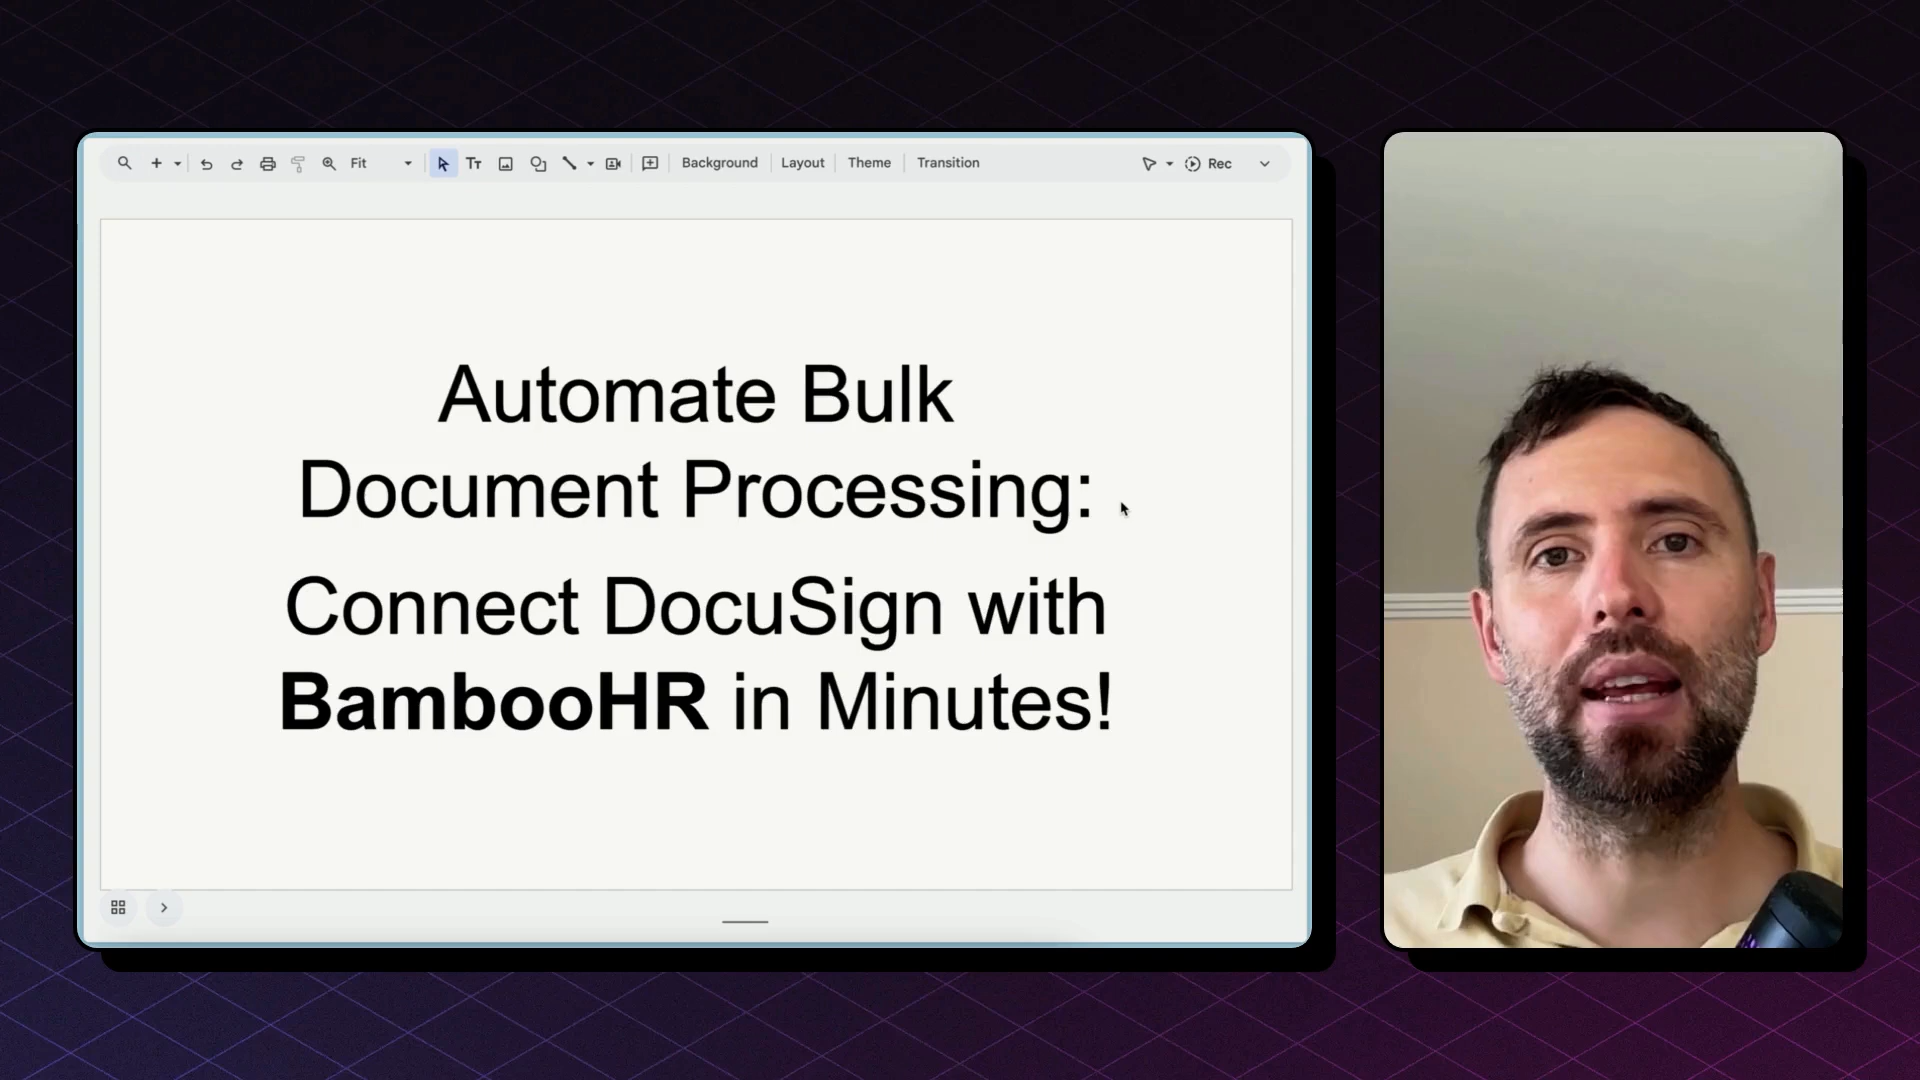 Fit
Background
Layout
Theme
Transition
Rec
Automate Bulk
Document Processing:
Connect DocuSign with
BambooHR in Minutes!